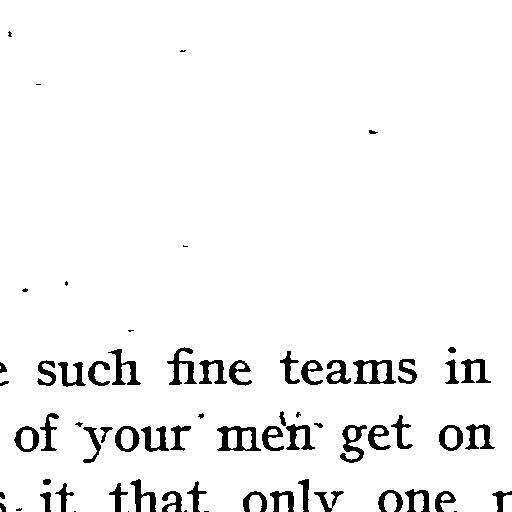 such fine teams in
of your men get on
it that only one